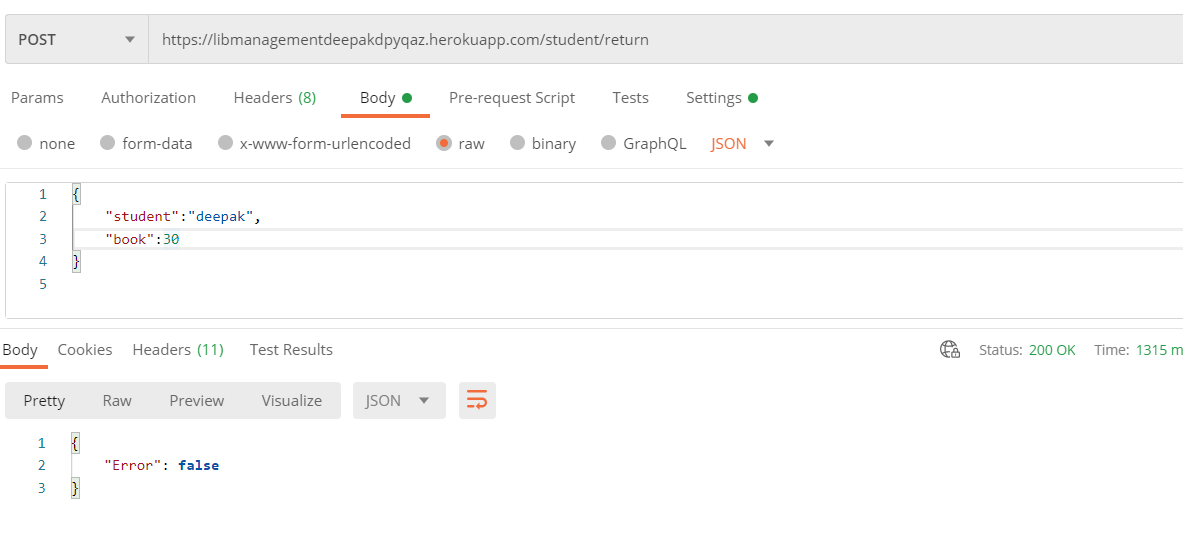 POST https://libmanagementdeepakdpyqaz.herokuapp.com/student/return
Params Authorization Headers (8) Body Pre-request Script Tests Settings
none form-data x-www-form-urlencoded raw binary GraphQL JSON
1 {
2 "student":"deepak",
3 "book":30
4 }
5
Body Cookies Headers (11) Test Results Status: 200 OK Time: 1315 m
Pretty Raw Preview Visualize JSON
1 {
2 "Error": false
3 }